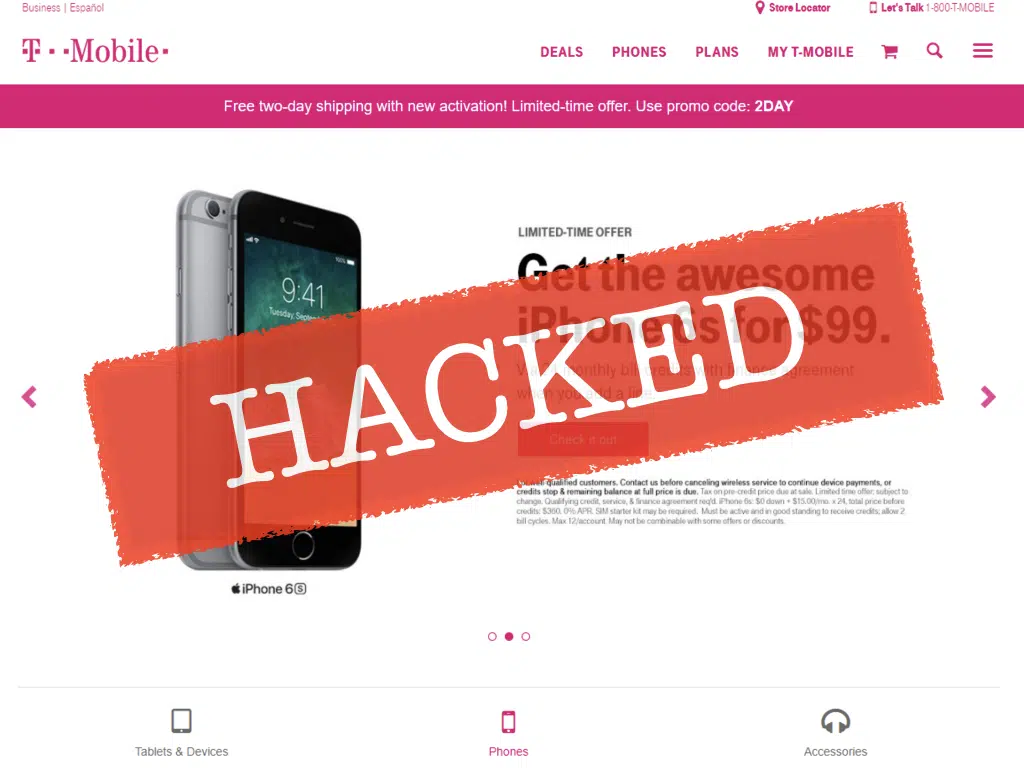 Business | Español
Store Locator
Let's Talk 1-800-T-MOBILE
T··Mobile·
DEALS
PHONES
PLANS
MY T-MOBILE
Free two-day shipping with new activation! Limited-time offer. Use promo code: 2DAY
100%
9:41
Tuesday, Septem
LIMITED-TIME OFFER
Get the awesome
iPhone 6s for $99.
monthly bill credits with finance agreement
when you add a line.
HACKED
Check it out
qualified customers. Contact us before canceling wireless service to continue device payments, or
credits stop & remaining balance at full price is due. Tax on pre-credit price due at sale. Limited time offer; subject to
change. Qualifying credit, service, & finance agreement req'd. iPhone 6s: $0 down + $15.00/mo. x 24, total price before
credits: $360, 0% APR. SIM starter kit may be required. Must be active and in good standing to receive credits; allow 2
bill cycles. Max 12/account. May not be combinable with some offers or discounts.
iPhone 6S
Tablets & Devices
Phones
Accessories